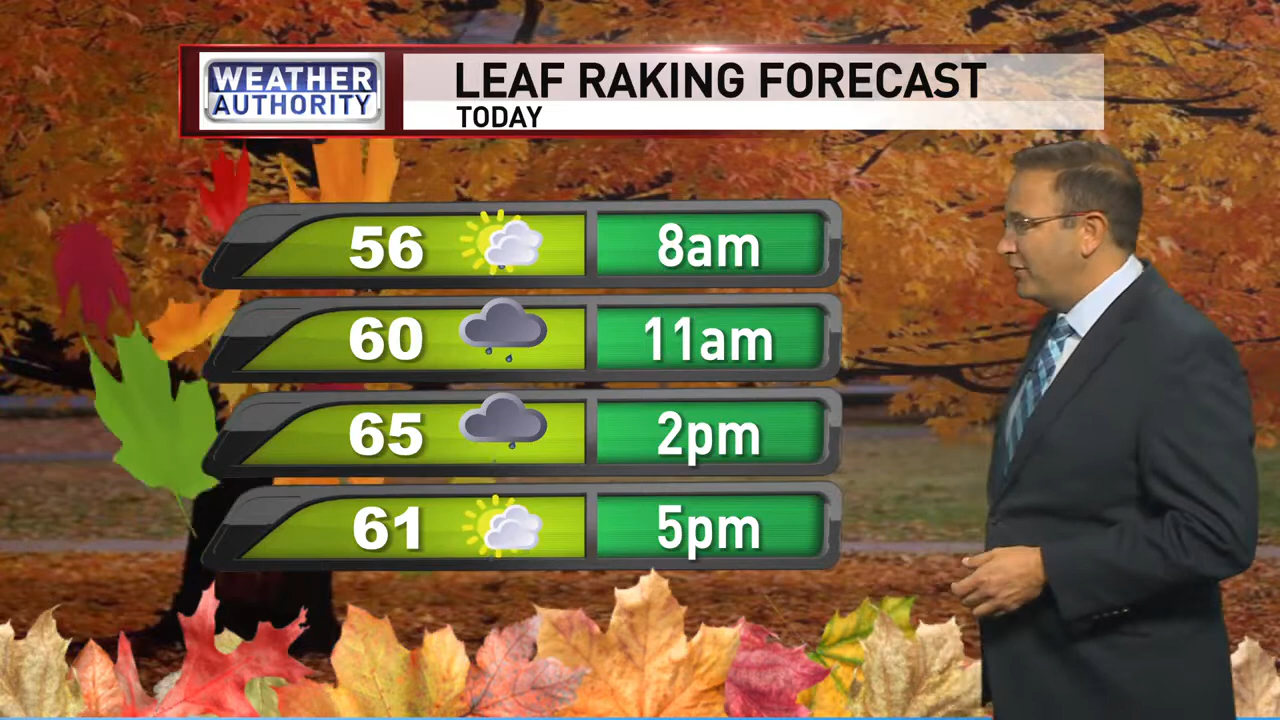 WEATHER
AUTHORITY
LEAF RAKING FORECAST
TODAY
56 8am
60 11am
65 2pm
61 5pm